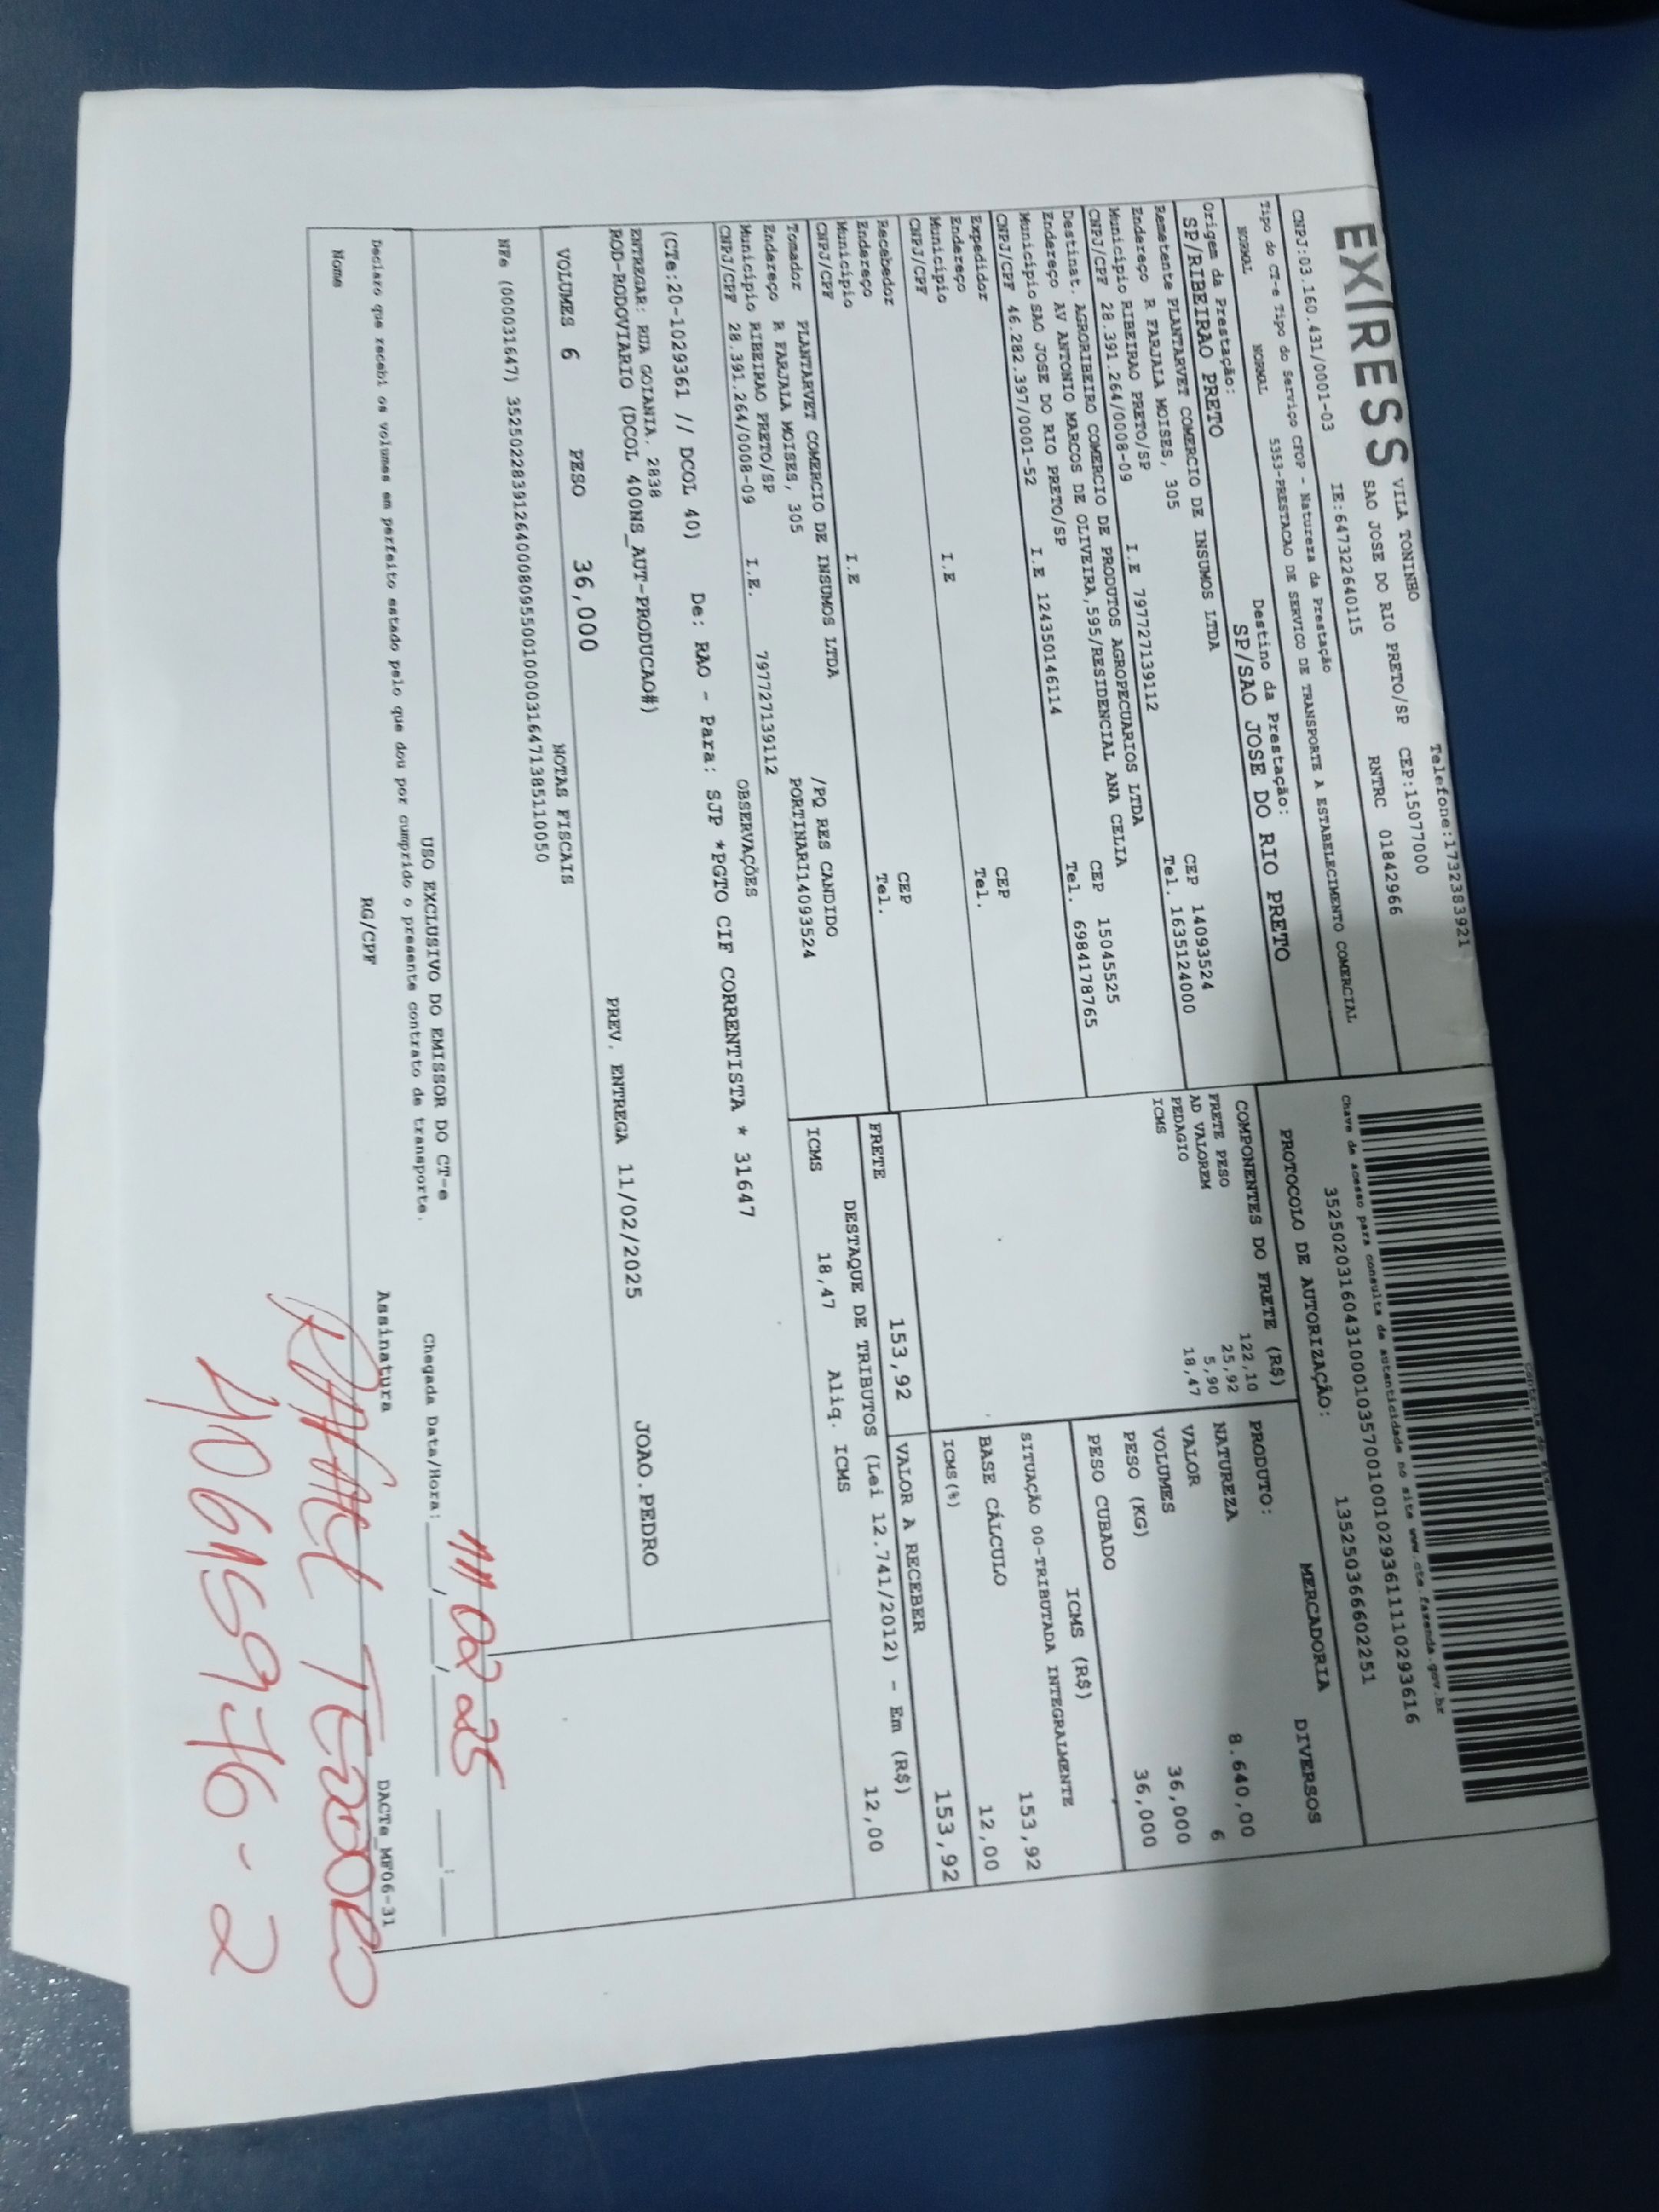 Telefone:1732383921
EXIRESS VILA TONINHO CEP:15077000
SAO JOSE DO RIO PRETO/SP RNTRC 01842966
CNPJ:03.160.431/0001-03 IE:647322640115
Tipo do CT-e Tipo do Serviço CFOP - Natureza da Prestação
NORMAL NORMAL 5353-PRESTACAO DE SERVICO DE TRANSPORTE A ESTABELECIMENTO COMERCIAL
Origem da Prestação: Destino da Prestação:
SP/RIBEIRAO PRETO SP/SAO JOSE DO RIO PRETO
Remetente PLANTARVET COMERCIO DE INSUMOS LTDA CEP 14093524
Endereço R FARJALA MOISES, 305 Tel. 1635124000
Municipio RIBEIRAO PRETO/SP
CNPJ/CPF 28.391.264/0008-09 I.E 797727139112
Destinat. AGRORIBEIRO COMERCIO DE PRODUTOS AGROPECUARIOS LTDA
Endereço AV ANTONIO MARCOS DE OLIVEIRA,595/RESIDENCIAL ANA CELIA CEP 15045525
Municipio SAO JOSE DO RIO PRETO/SP Tel. 6984178765
CNPJ/CPF 46.282.397/0001-52 I.E 124350146114
Expedidor CEP
Endereço Tel.
Municipio
CNPJ/CPF I.E
Recebedor CEP
Endereço Tel.
Município
CNPJ/CPF I.E
Tomador PLANTARVET COMERCIO DE INSUMOS LTDA /PQ RES CANDIDO
Endereço R FARJALA MOISES, 305 PORTINARI14093524
Município RIBEIRAO PRETO/SP
CNPJ/CPF 28.391.264/0008-09 I.E. 797727139112
Chave de acesso para consulta de autenticidade no site www.cte.fazenda.gov.br
35250203160431000103570010010293611110293616
PROTOCOLO DE AUTORIZAÇÃO: 135250366602251
COMPONENTES DO FRETE (R$)
FRETE PESO 122,10
AD VALOREM 25,92
PEDAGIO 5,90
ICMS 18,47
MERCADORIA
PRODUTO: DIVERSOS
NATUREZA
VALOR 8.640,00
VOLUMES 6
PESO (KG) 36,000
PESO CUBADO 36,000
ICMS (R$)
SITUAÇÃO 00-TRIBUTADA INTEGRALMENTE
BASE CÁLCULO 153,92
ICMS(%) 12,00
FRETE 153,92 VALOR A RECEBER 153,92
DESTAQUE DE TRIBUTOS (Lei 12.741/2012) - Em (R$)
ICMS 18,47 Aliq. ICMS 12,00
OBSERVAÇÕES
(CTe:20-1029361 // DCOL 40) De: RAO - Para: SJP *PGTO CIF CORRENTISTA * 31647
ENTREGAR: RUA GOIANIA, 2838
ROD-RODOVIARIO (DCOL 400NS_AUT-PRODUCAO#)
PREV. ENTREGA 11/02/2025 JOAO.PEDRO
VOLUMES 6 PESO 36,000 NOTAS FISCAIS
NFe (000031647) 35250228391264000809550010000316471385110050
USO EXCLUSIVO DO EMISSOR DO CT-e
Declaro que recebi os volumes em perfeito estado pelo que dou por cumprido o presente contrato de transporte.
Chegada Data/Hora:____/____/______ ___:____
11 02 25
Nome RG/CPF Assinatura DACTe_MF06-31
RAFAEL TEODORO